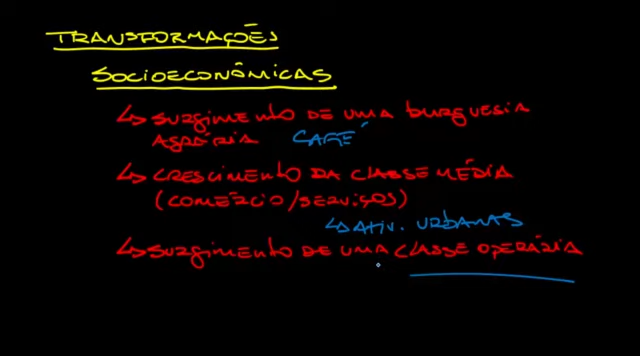 TRANSFORMAÇÕES
SOCIOECONÔMICAS
↳ SURGIMENTO DE UMA BURGUESIA
AGRÁRIA CAFÉ
↳ CRESCIMENTO DA CLASSE MÉDIA
(COMÉRCIO/SERVIÇOS)
↳ ATIV. URBANAS
↳ SURGIMENTO DE UMA CLASSE OPERÁRIA